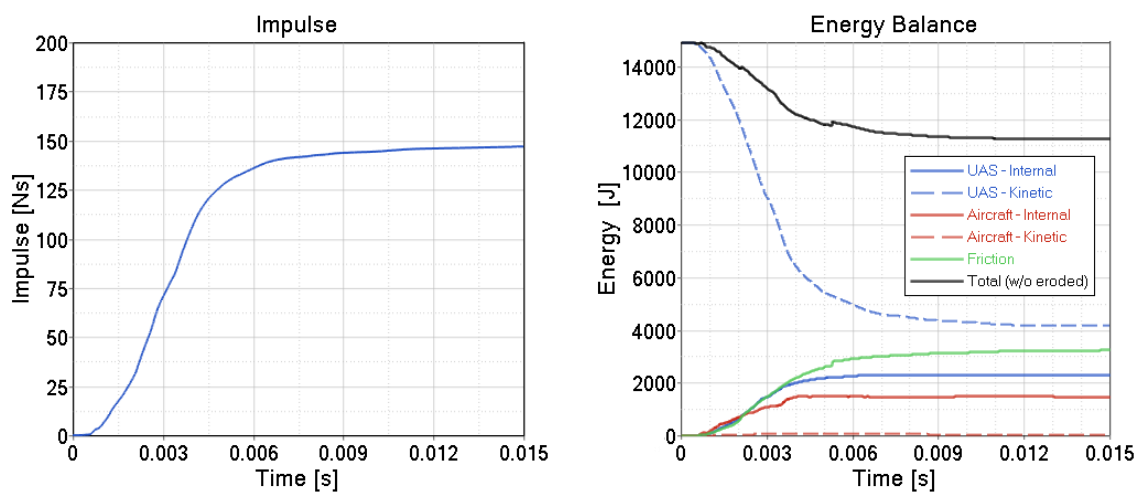 Impulse
200
175
150
125
100
75
50
25
0
Impulse [Ns]
0
0.003
0.006
0.009
0.012
0.015
Time [s]
Energy Balance
14000
12000
10000
8000
6000
4000
2000
0
Energy [J]
UAS - Internal
UAS - Kinetic
Aircraft - Internal
Aircraft - Kinetic
Friction
Total (w/o eroded)
0
0.003
0.006
0.009
0.012
0.015
Time [s]